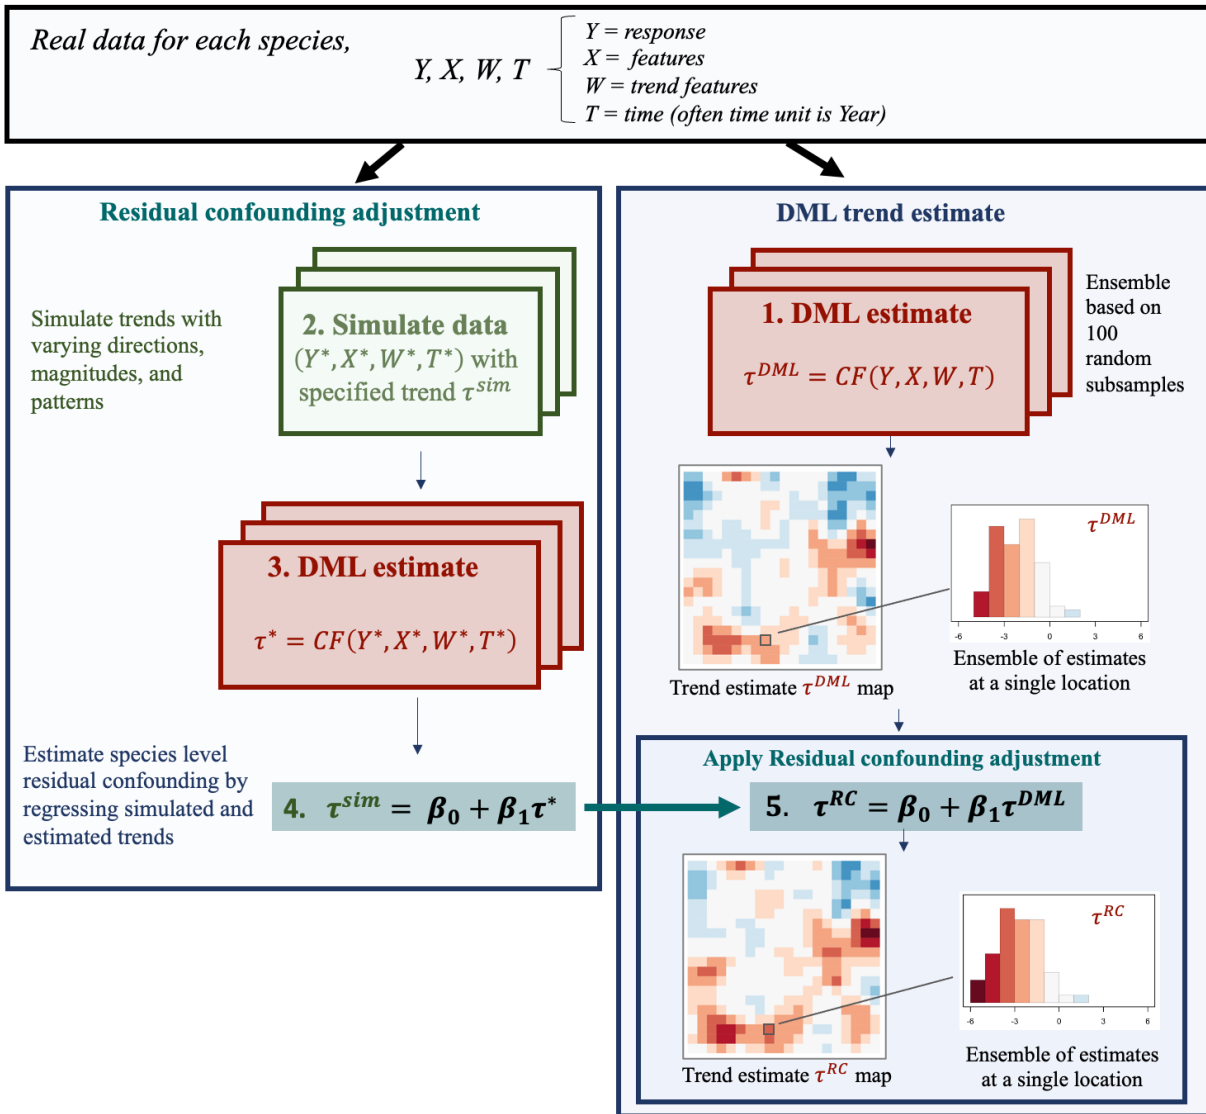 Real data for each species,
Y, X, W, T
Y = response
X = features
W = trend features
T = time (often time unit is Year)
Residual confounding adjustment
Simulate trends with
varying directions,
magnitudes, and
patterns
2. Simulate data
(Y*, X*, W*, T*) with
specified trend τ^sim
3. DML estimate
τ* = CF(Y*, X*, W*, T*)
Estimate species level
residual confounding by
regressing simulated and
estimated trends
4. τ^sim = β₀ + β₁τ*
DML trend estimate
1. DML estimate
τ^DML = CF(Y, X, W, T)
Ensemble
based on
100
random
subsamples
τ^DML
-6 -3 0 3 6
Ensemble of estimates
at a single location
Trend estimate τ^DML map
Apply Residual confounding adjustment
5. τ^RC = β₀ + β₁τ^DML
τ^RC
-6 -3 0 3 6
Ensemble of estimates
at a single location
Trend estimate τ^RC map